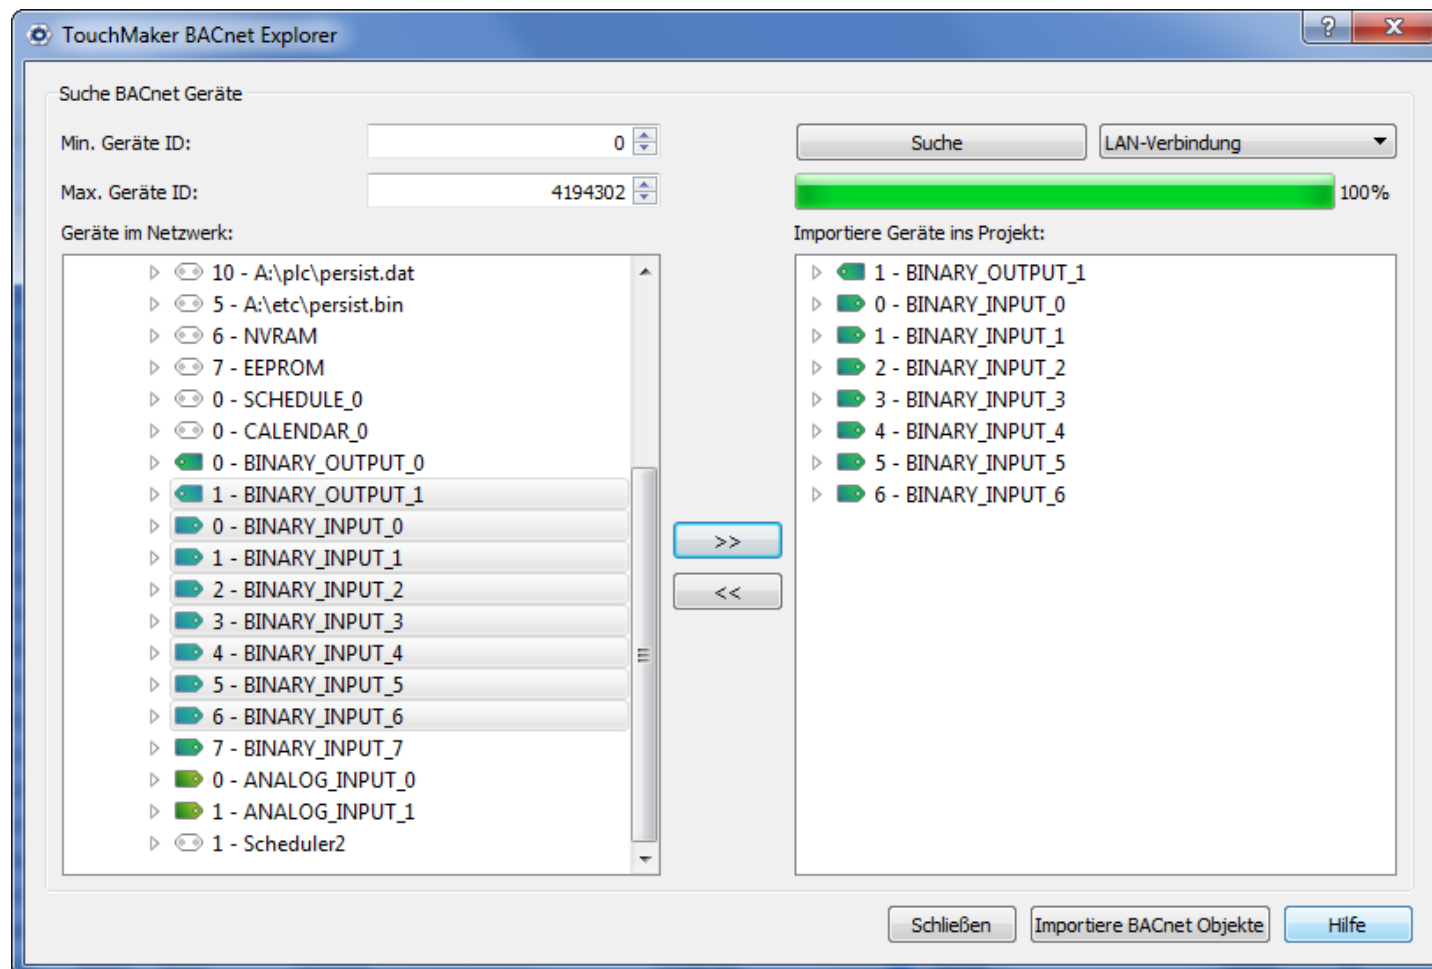 TouchMaker BACnet Explorer
?
X
Suche BACnet Geräte
Min. Geräte ID:
0
Suche
LAN-Verbindung
Max. Geräte ID:
4194302
100%
Geräte im Netzwerk:
10 - A:\plc\persist.dat
5 - A:\etc\persist.bin
6 - NVRAM
7 - EEPROM
0 - SCHEDULE_0
0 - CALENDAR_0
0 - BINARY_OUTPUT_0
1 - BINARY_OUTPUT_1
0 - BINARY_INPUT_0
1 - BINARY_INPUT_1
2 - BINARY_INPUT_2
3 - BINARY_INPUT_3
4 - BINARY_INPUT_4
5 - BINARY_INPUT_5
6 - BINARY_INPUT_6
7 - BINARY_INPUT_7
0 - ANALOG_INPUT_0
1 - ANALOG_INPUT_1
1 - Scheduler2
>>
<<
Importiere Geräte ins Projekt:
1 - BINARY_OUTPUT_1
0 - BINARY_INPUT_0
1 - BINARY_INPUT_1
2 - BINARY_INPUT_2
3 - BINARY_INPUT_3
4 - BINARY_INPUT_4
5 - BINARY_INPUT_5
6 - BINARY_INPUT_6
Schließen
Importiere BACnet Objekte
Hilfe